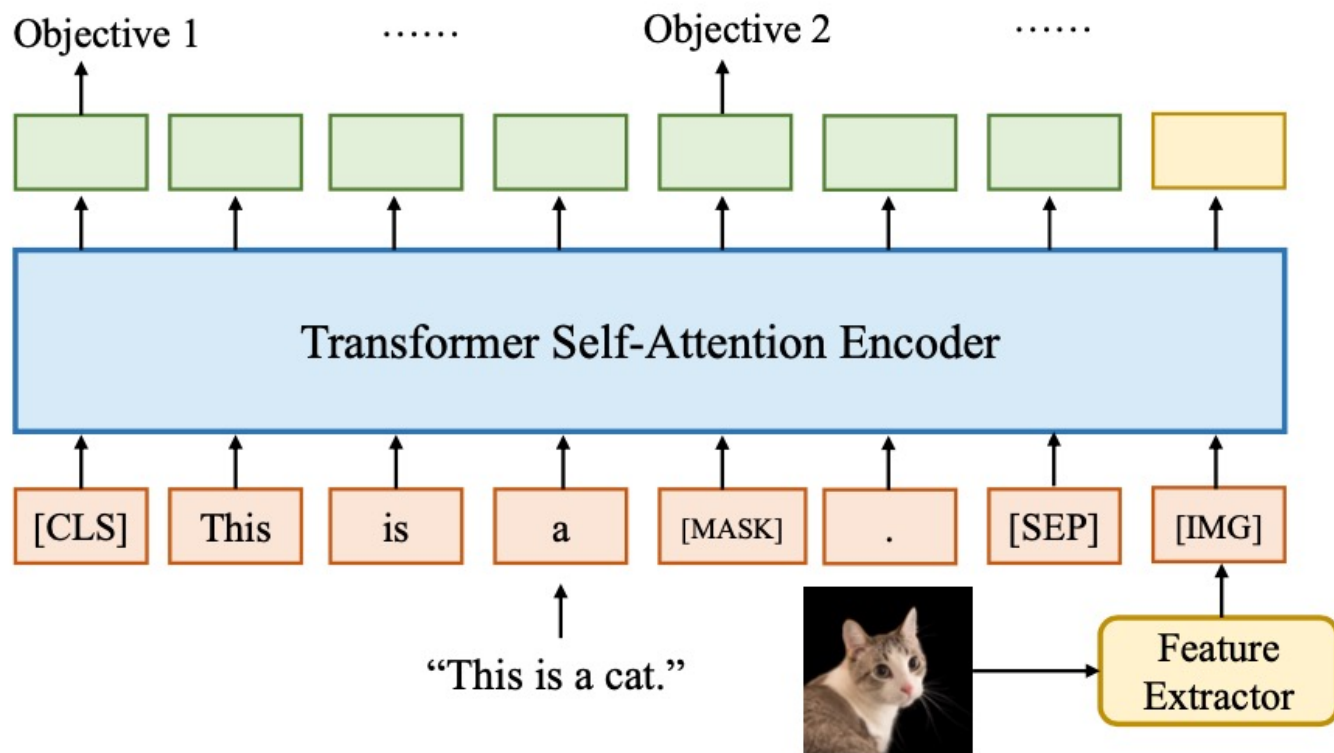 Objective 1 ...... Objective 2 ......
Transformer Self-Attention Encoder
[CLS] This is a [MASK] . [SEP] [IMG]
“This is a cat.”
Feature
Extractor